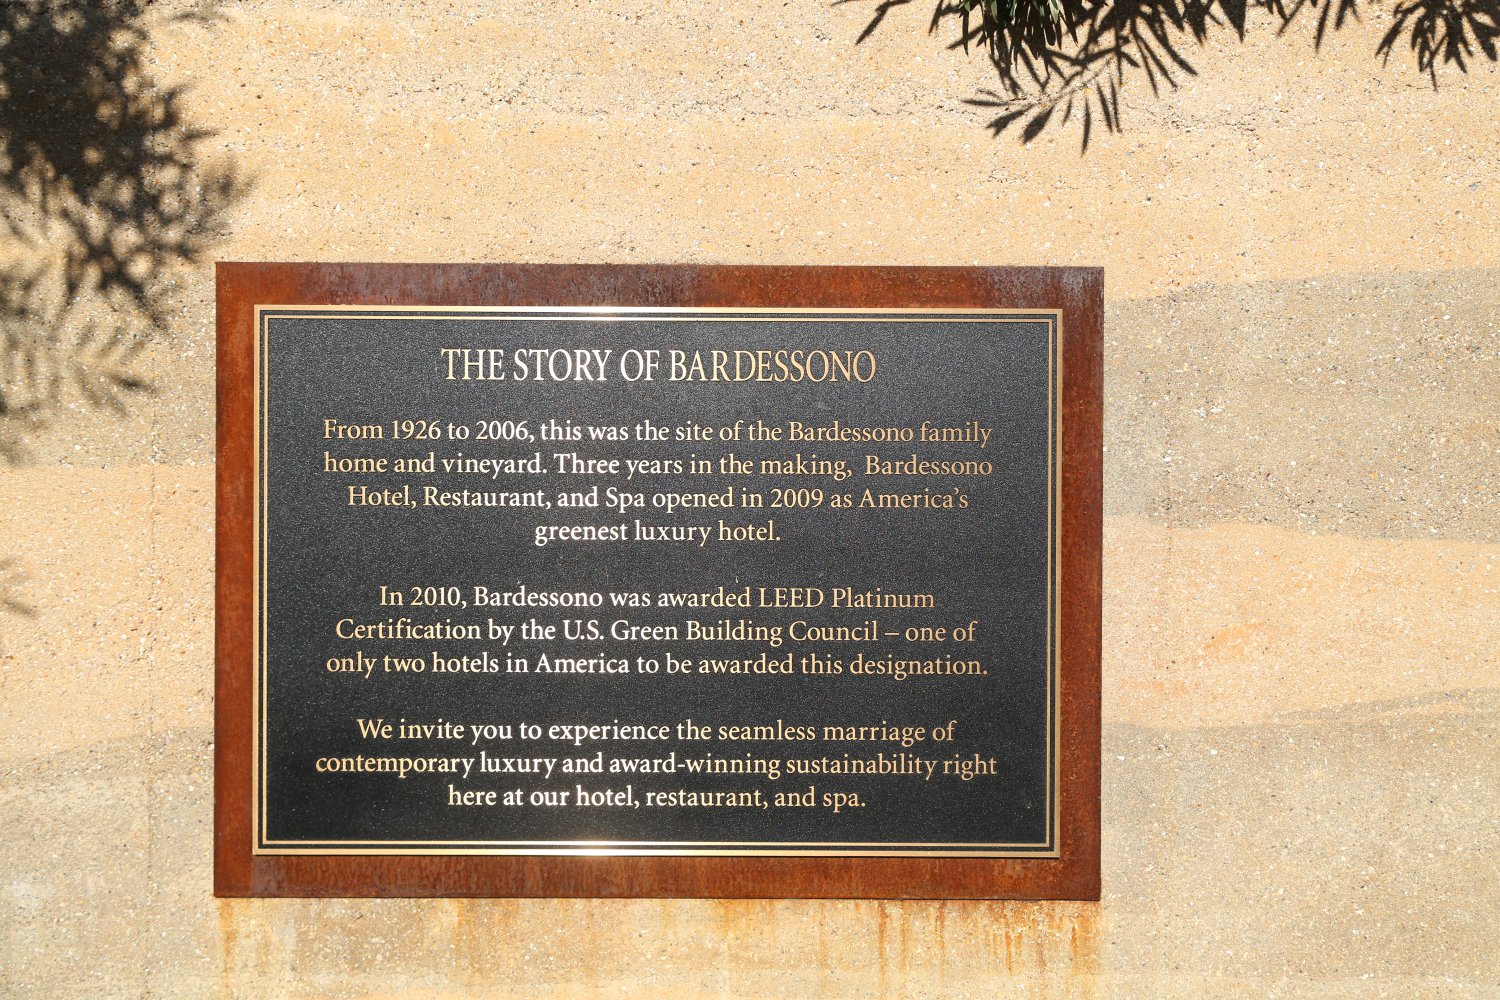 THE STORY OF BARDESSONO
From 1926 to 2006, this was the site of the Bardessono family
home and vineyard. Three years in the making, Bardessono
Hotel, Restaurant, and Spa opened in 2009 as America's
greenest luxury hotel.
In 2010, Bardessono was awarded LEED Platinum
Certification by the U.S. Green Building Council – one of
only two hotels in America to be awarded this designation.
We invite you to experience the seamless marriage of
contemporary luxury and award-winning sustainability right
here at our hotel, restaurant, and spa.